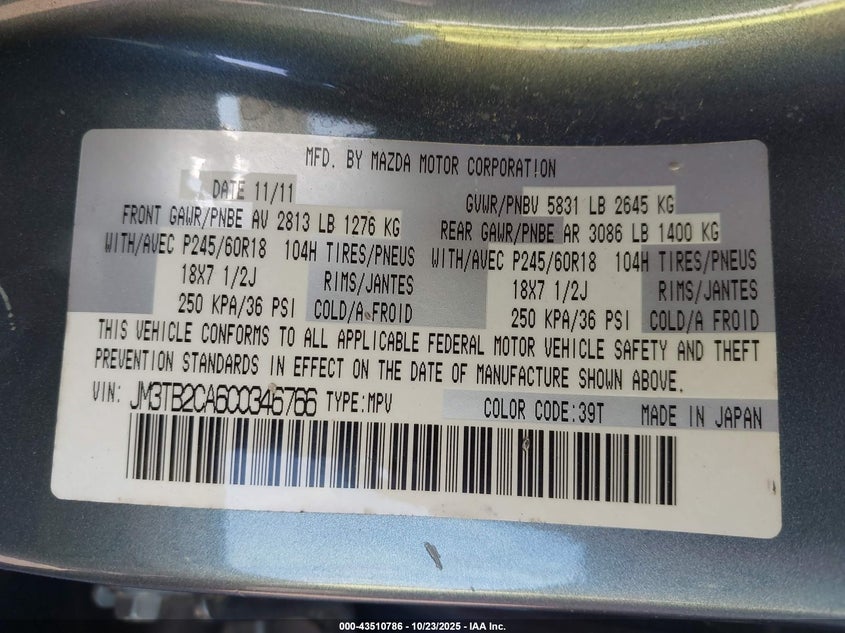 MFD. BY MAZDA MOTOR CORPORATION
DATE 11/11 GVWR/PNBV 5831 LB 2645 KG
FRONT GAWR/PNBE AV 2813 LB 1276 KG REAR GAWR/PNBE AR 3086 LB 1400 KG
WITH/AVEC P245/60R18 104H TIRES/PNEUS WITH/AVEC P245/60R18 104H TIRES/PNEUS
18X7 1/2J RIMS/JANTES 18X7 1/2J RIMS/JANTES
250 KPA/36 PSI COLD/A FROID 250 KPA/36 PSI COLD/A FROID
THIS VEHICLE CONFORMS TO ALL APPLICABLE FEDERAL MOTOR VEHICLE SAFETY AND THEFT
PREVENTION STANDARDS IN EFFECT ON THE DATE OF MANUFACTURE SHOWN ABOVE.
VIN: JM3TB2CA6C0346766 TYPE:MPV COLOR CODE:39T MADE IN JAPAN
000-43510786 - 10/23/2025 - IAA Inc.